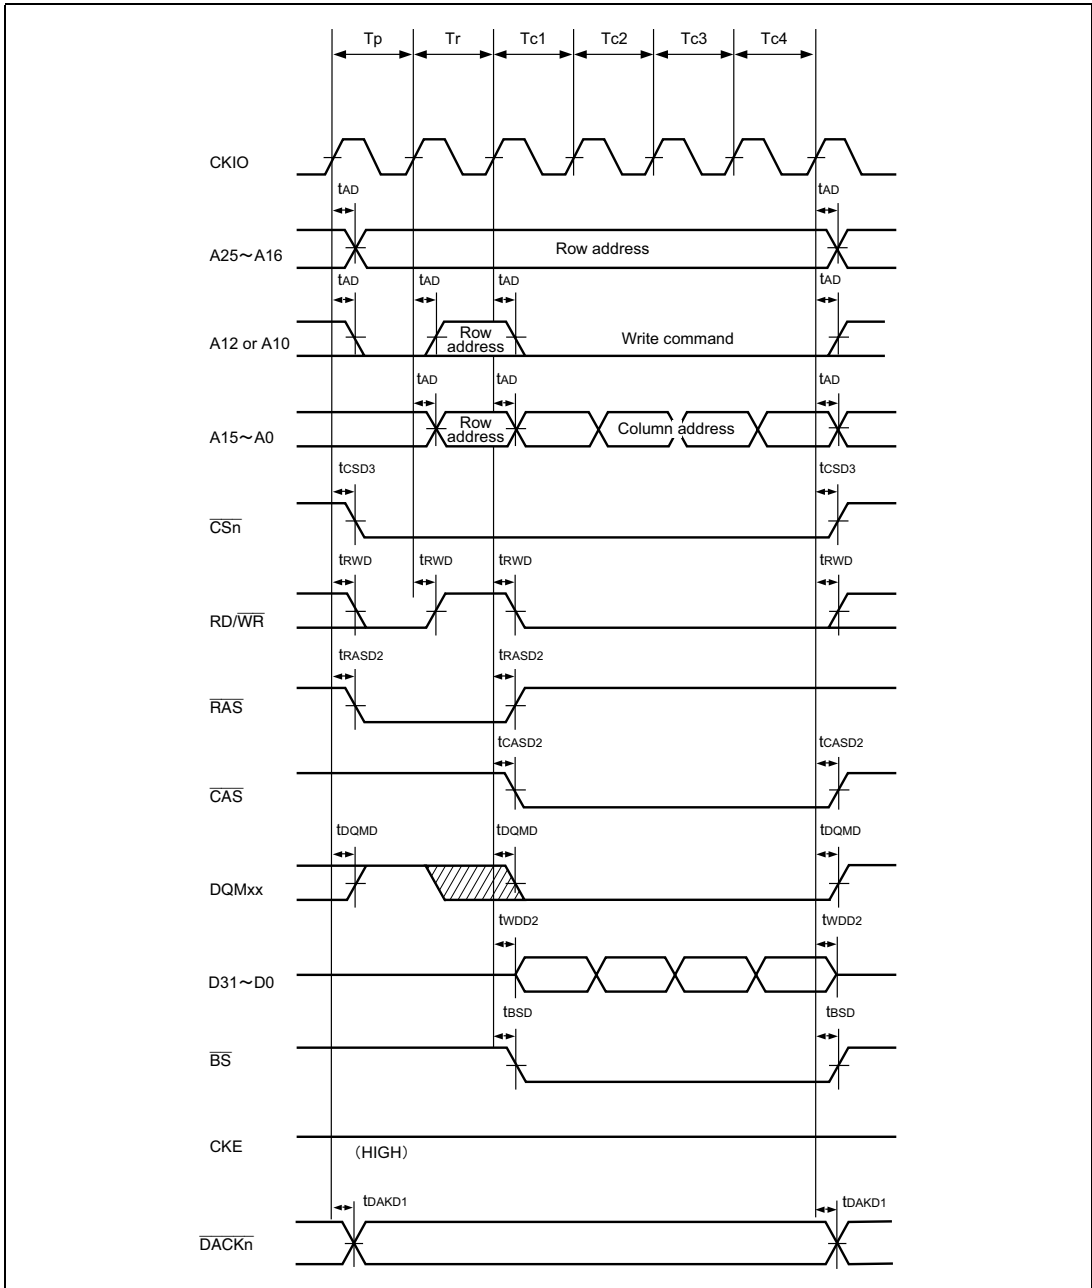 Tp Tr Tc1 Tc2 Tc3 Tc4
CKIO
tAD tAD
A25～A16 Row address
tAD tAD tAD tAD
A12 or A10 Row address Write command
tAD tAD tAD
A15～A0 Row address Column address
tCSD3 tCSD3
CSn
tRWD tRWD tRWD tRWD
RD/WR
tRASD2 tRASD2
RAS
tCASD2 tCASD2
CAS
tDQMD tDQMD tDQMD
DQMxx
tWDD2 tWDD2
D31～D0
tBSD tBSD
BS
CKE
（HIGH）
tDAKD1 tDAKD1
DACKn